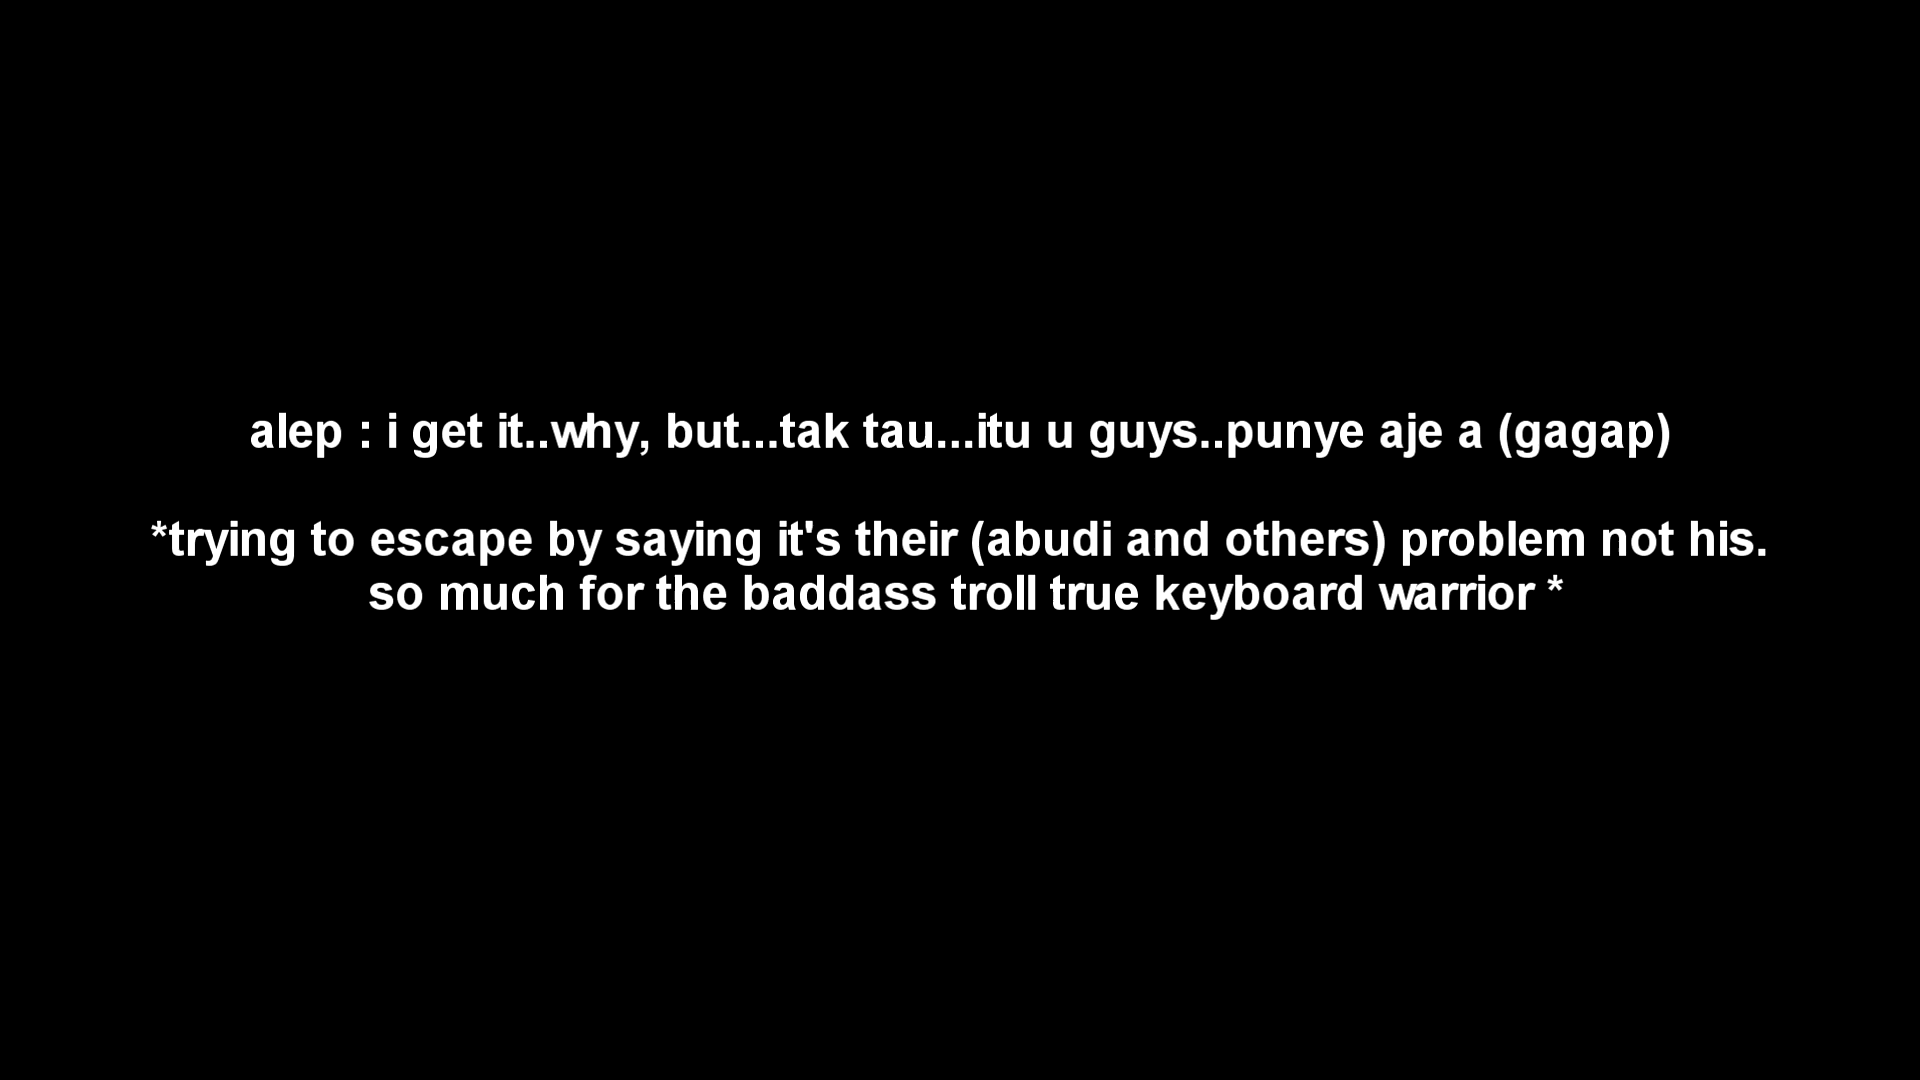 alep : i get it..why, but...tak tau...itu u guys..punye aje a (gagap)
*trying to escape by saying it's their (abudi and others) problem not his.
so much for the baddass troll true keyboard warrior *